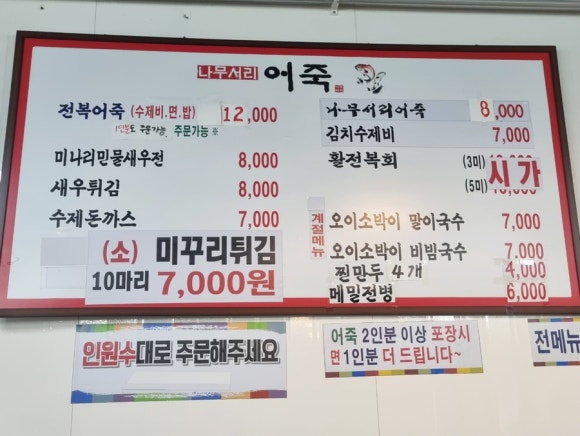 나무서리 어죽
전복어죽 (수제비.면.밥) 12,000
1인분도 주문가능, 주문가능
미나리민물새우전 8,000
새우튀김 8,000
수제돈까스 7,000
(소) 미꾸리튀김
10마리 7,000원
나무서리어죽 8,000
김치수제비 7,000
활전복회 (3미)
(5미) 시가
계절메뉴
오이소박이 말이국수 7,000
오이소박이 비빔국수 7,000
찐만두 4개 4,000
메밀전병 6,000
인원수대로 주문해주세요
어죽 2인분 이상 포장시
면 1인분 더 드립니다~
전메뉴